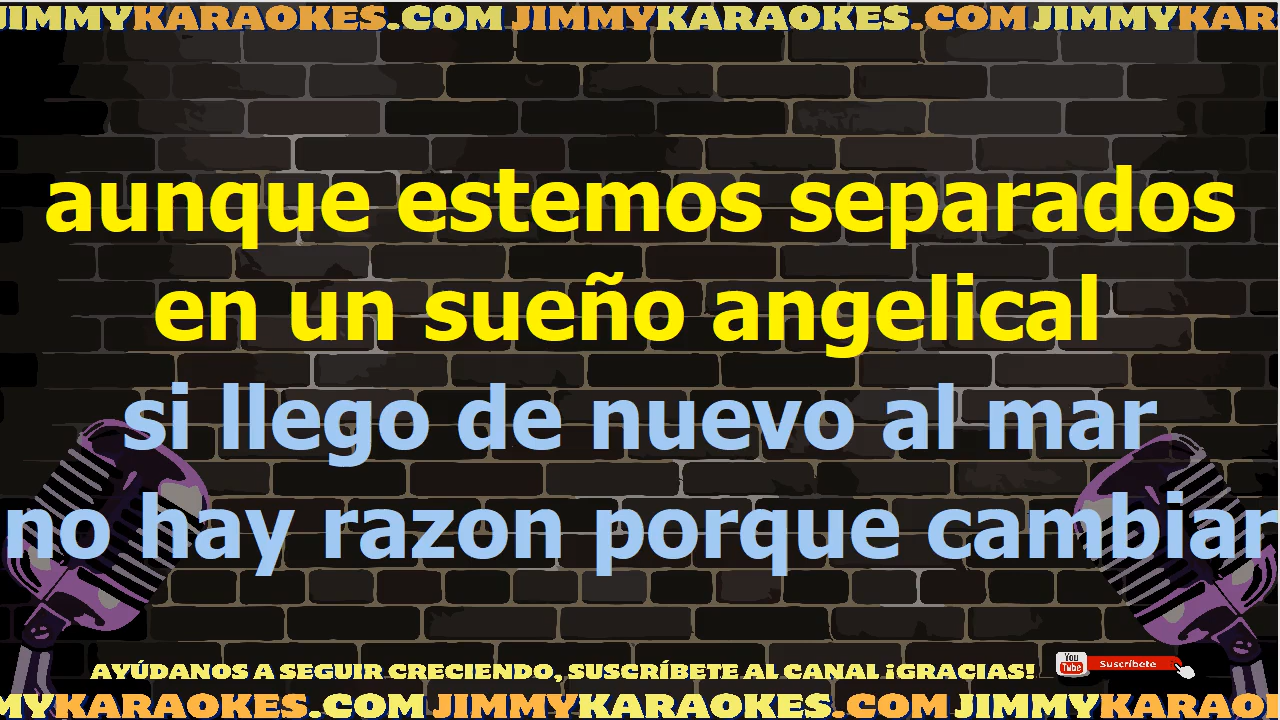 JIMMYKARAOKES.COM JIMMYKARAOKES.COM JIMMYKAR
aunque estemos separados
en un sueño angelical
si llego de nuevo al mar
no hay razon porque cambiar
AYÚDANOS A SEGUIR CRECIENDO, SUSCRÍBETE AL CANAL ¡GRACIAS! You Tube Suscríbete
MYKARAOKES.COM JIMMYKARAOKES.COM JIMMYKARAO